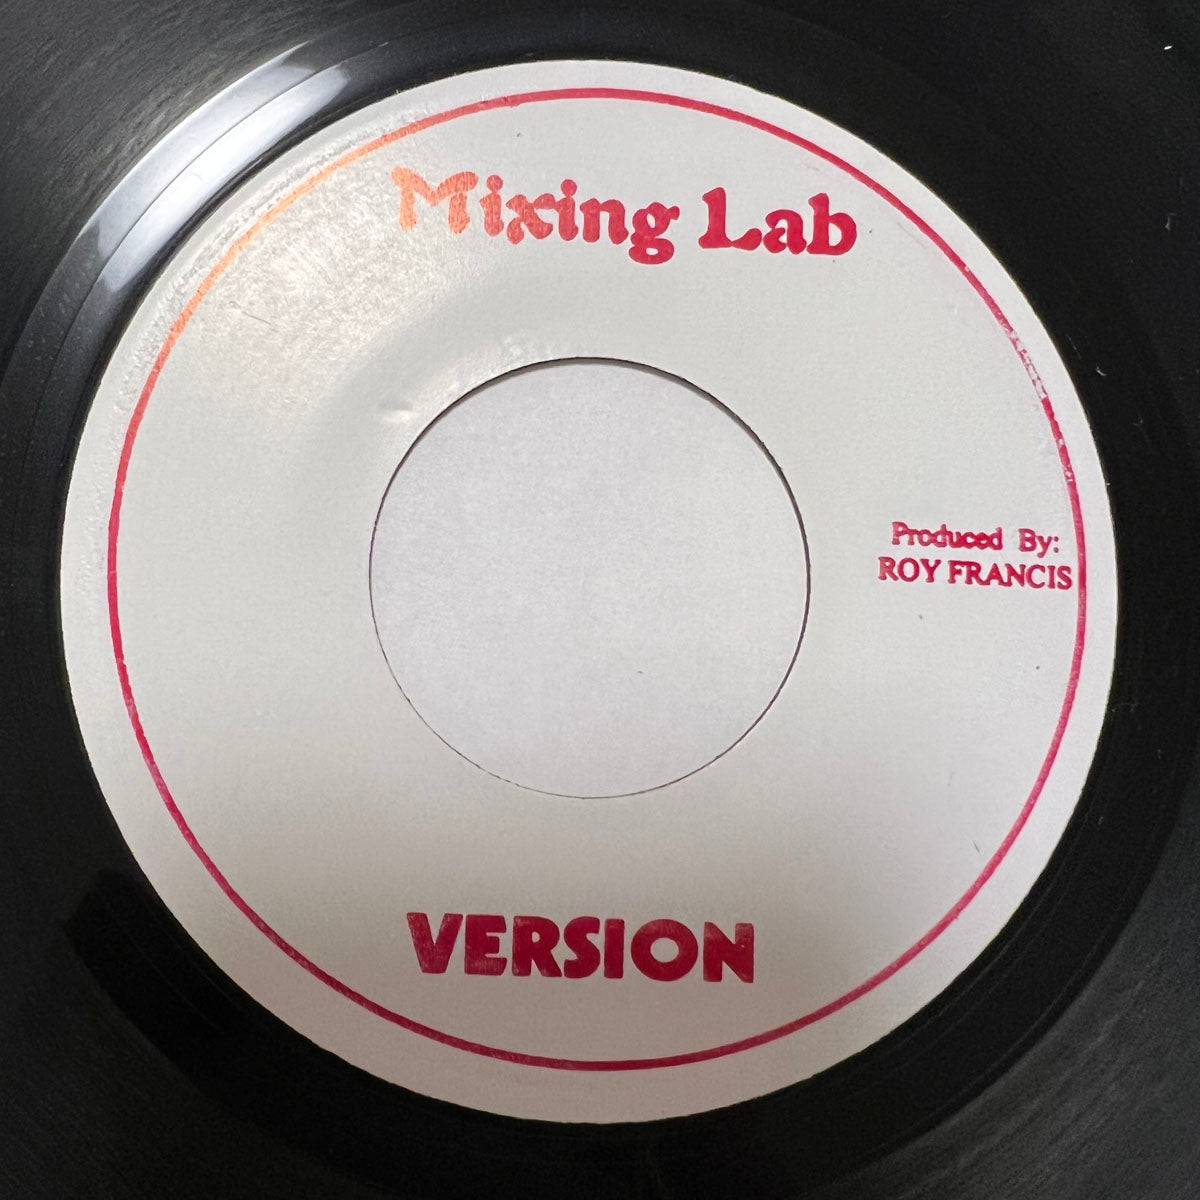 Mixing Lab
Produced By:
ROY FRANCIS
VERSION